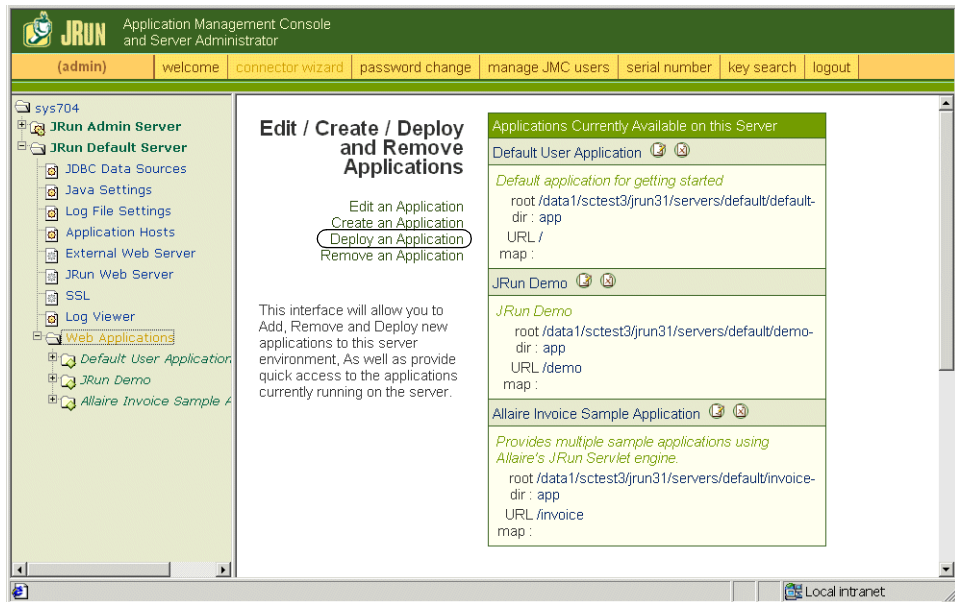 JRUN
Application Management Console
and Server Administrator
(admin)
welcome
connector wizard
password change
manage JMC users
serial number
key search
logout
sys704
JRun Admin Server
JRun Default Server
JDBC Data Sources
Java Settings
Log File Settings
Application Hosts
External Web Server
JRun Web Server
SSL
Log Viewer
Web Applications
Default User Application
JRun Demo
Allaire Invoice Sample A
Edit / Create / Deploy
and Remove
Applications
Edit an Application
Create an Application
Deploy an Application
Remove an Application
This interface will allow you to
Add, Remove and Deploy new
applications to this server
environment, As well as provide
quick access to the applications
currently running on the server.
Applications Currently Available on this Server
Default User Application
Default application for getting started
root /data1/sctest3/jrun31/servers/default/default-
dir : app
URL /
map :
JRun Demo
JRun Demo
root /data1/sctest3/jrun31/servers/default/demo-
dir : app
URL /demo
map :
Allaire Invoice Sample Application
Provides multiple sample applications using
Allaire's JRun Servlet engine.
root /data1/sctest3/jrun31/servers/default/invoice-
dir : app
URL /invoice
map :
Local intranet